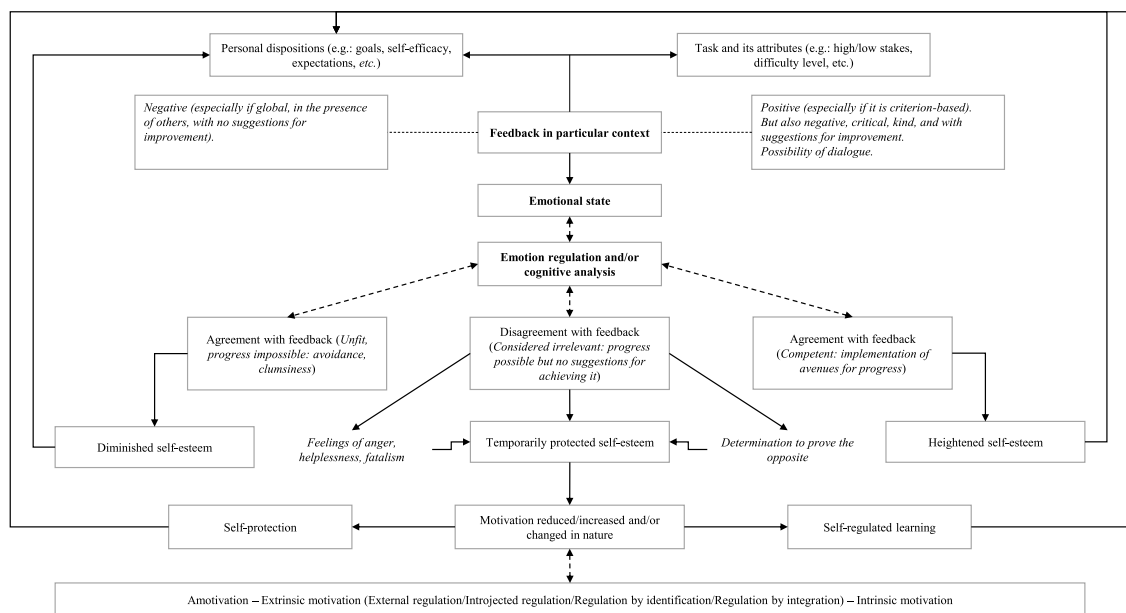 Personal dispositions (e.g.: goals, self-efficacy,
expectations, etc.)
Task and its attributes (e.g.: high/low stakes,
difficulty level, etc.)
Negative (especially if global, in the presence
of others, with no suggestions for
improvement).
Feedback in particular context
Positive (especially if it is criterion-based).
But also negative, critical, kind, and with
suggestions for improvement.
Possibility of dialogue.
Emotional state
Emotion regulation and/or
cognitive analysis
Agreement with feedback (Unfit,
progress impossible: avoidance,
clumsiness)
Disagreement with feedback
(Considered irrelevant: progress
possible but no suggestions for
achieving it)
Agreement with feedback
(Competent: implementation of
avenues for progress)
Diminished self-esteem
Feelings of anger,
helplessness, fatalism
Temporarily protected self-esteem
Determination to prove the
opposite
Heightened self-esteem
Self-protection
Motivation reduced/increased and/or
changed in nature
Self-regulated learning
Amotivation – Extrinsic motivation (External regulation/Introjected regulation/Regulation by identification/Regulation by integration) – Intrinsic motivation